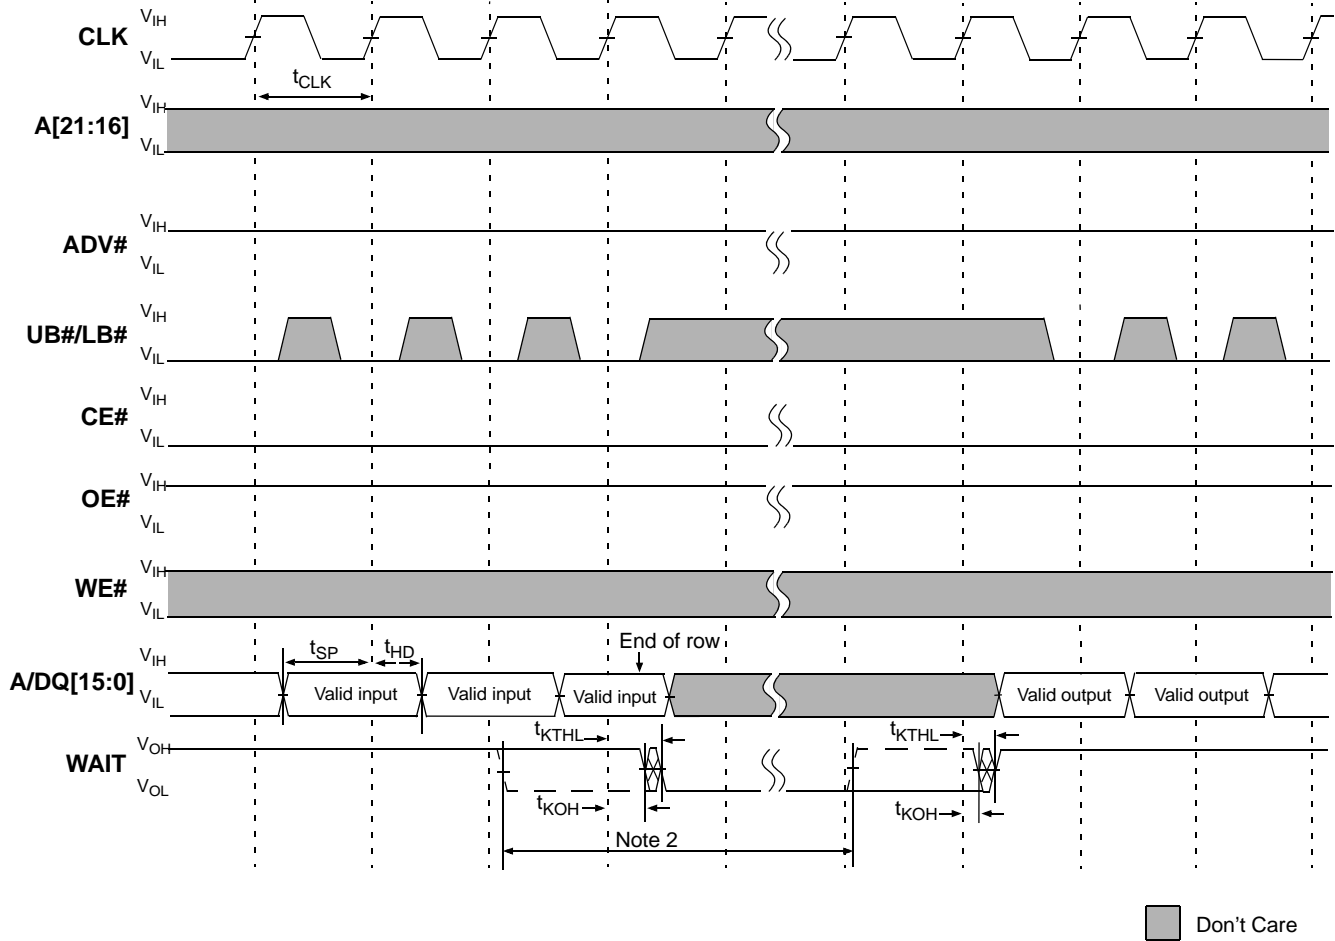 CLK
VIH
VIL
tCLK
A[21:16]
VIH
VIL
ADV#
VIH
VIL
UB#/LB#
VIH
VIL
CE#
VIH
VIL
OE#
VIH
VIL
WE#
VIH
VIL
A/DQ[15:0]
VIH
VIL
tSP
tHD
End of row
Valid input
Valid input
Valid input
Valid output
Valid output
WAIT
VOH
VOL
tKTHL
tKTHL
tKOH
tKOH
Note 2
Don't Care